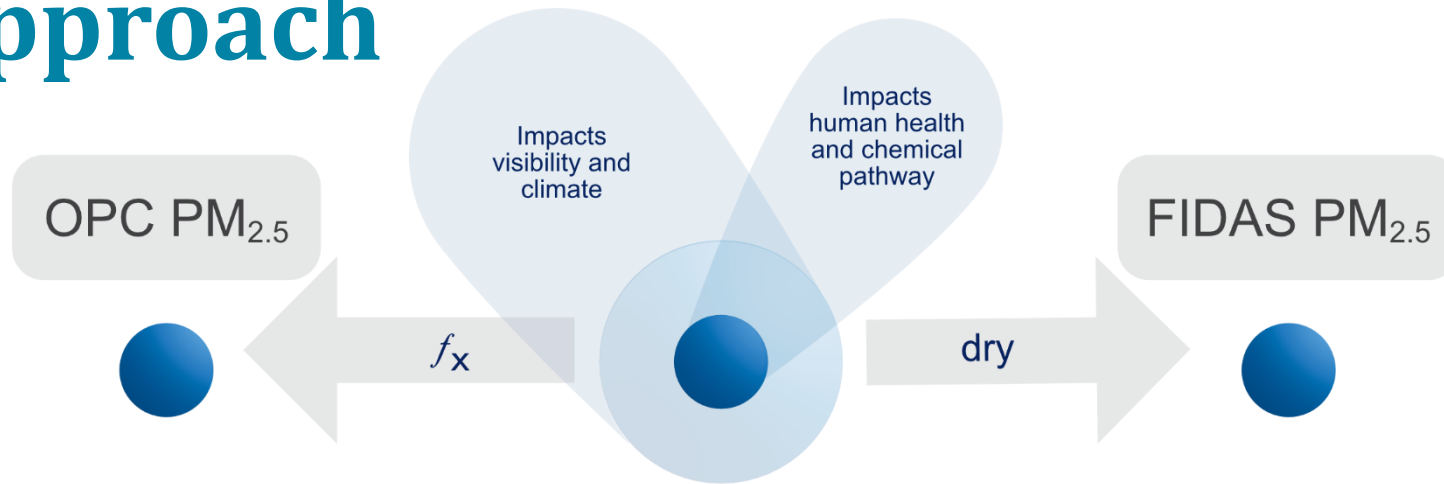 pproach
Impacts
visibility and
climate
Impacts
human health
and chemical
pathway
OPC PM₂.₅
FIDAS PM₂.₅
fx
dry